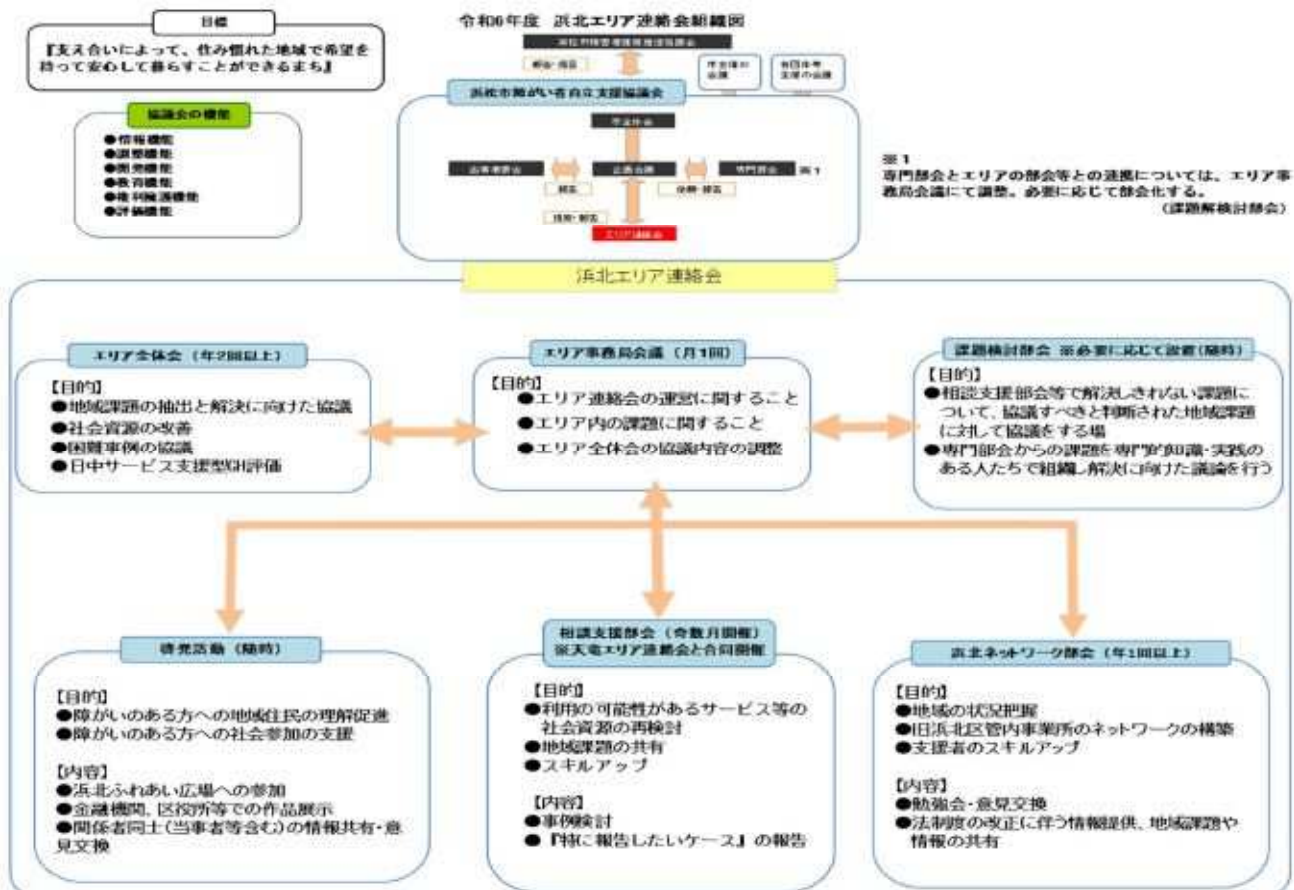 令和6年度 浜北エリア連絡会組織図
目標
『支え合いによって、住み慣れた地域で希望を
持って安心して暮らすことができるまち』
協議会の機能
●情報機能
●調整機能
●開発機能
●教育機能
●権利擁護機能
●評価機能
浜松市障がい者自立支援協議会
市全体会
企画会議
専門部会
※1
報告
依頼・報告
エリア連絡会
※1
専門部会とエリアの部会等との連携については、エリア事
務局会議にて調整。必要に応じて部会化する。
(課題解検討部会)
浜北エリア連絡会
エリア全体会(年2回以上)
【目的】
●地域課題の抽出と解決に向けた協議
●社会資源の改善
●困難事例の協議
●日中サービス支援型GH評価
エリア事務局会議(月1回)
【目的】
●エリア連絡会の運営に関すること
●エリア内の課題に関すること
●エリア全体会の協議内容の調整
課題検討部会 ※必要に応じて設置(随時)
【目的】
●相談支援部会等で解決しきれない課題に
ついて、協議すべきと判断された地域課題
に対して協議をする場
●専門部会からの課題を専門的知識・実践の
ある人たちで組織し解決に向けた議論を行う
啓発活動(随時)
【目的】
●障がいのある方への地域住民の理解促進
●障がいのある方への社会参加の支援
【内容】
●浜北ふれあい広場への参加
●金融機関、区役所等での作品展示
●関係者同士(当事者等含む)の情報共有・意
見交換
相談支援部会(奇数月開催)
※天竜エリア連絡会と合同開催
【目的】
●利用の可能性があるサービス等の
社会資源の再検討
●地域課題の共有
●スキルアップ
【内容】
●事例検討
●『特に報告したいケース』の報告
浜北ネットワーク部会(年1回以上)
【目的】
●地域の状況把握
●旧浜北区管内事業所のネットワークの構築
●支援者のスキルアップ
【内容】
●勉強会・意見交換
●法制度の改正に伴う情報提供、地域課題や
情報の共有